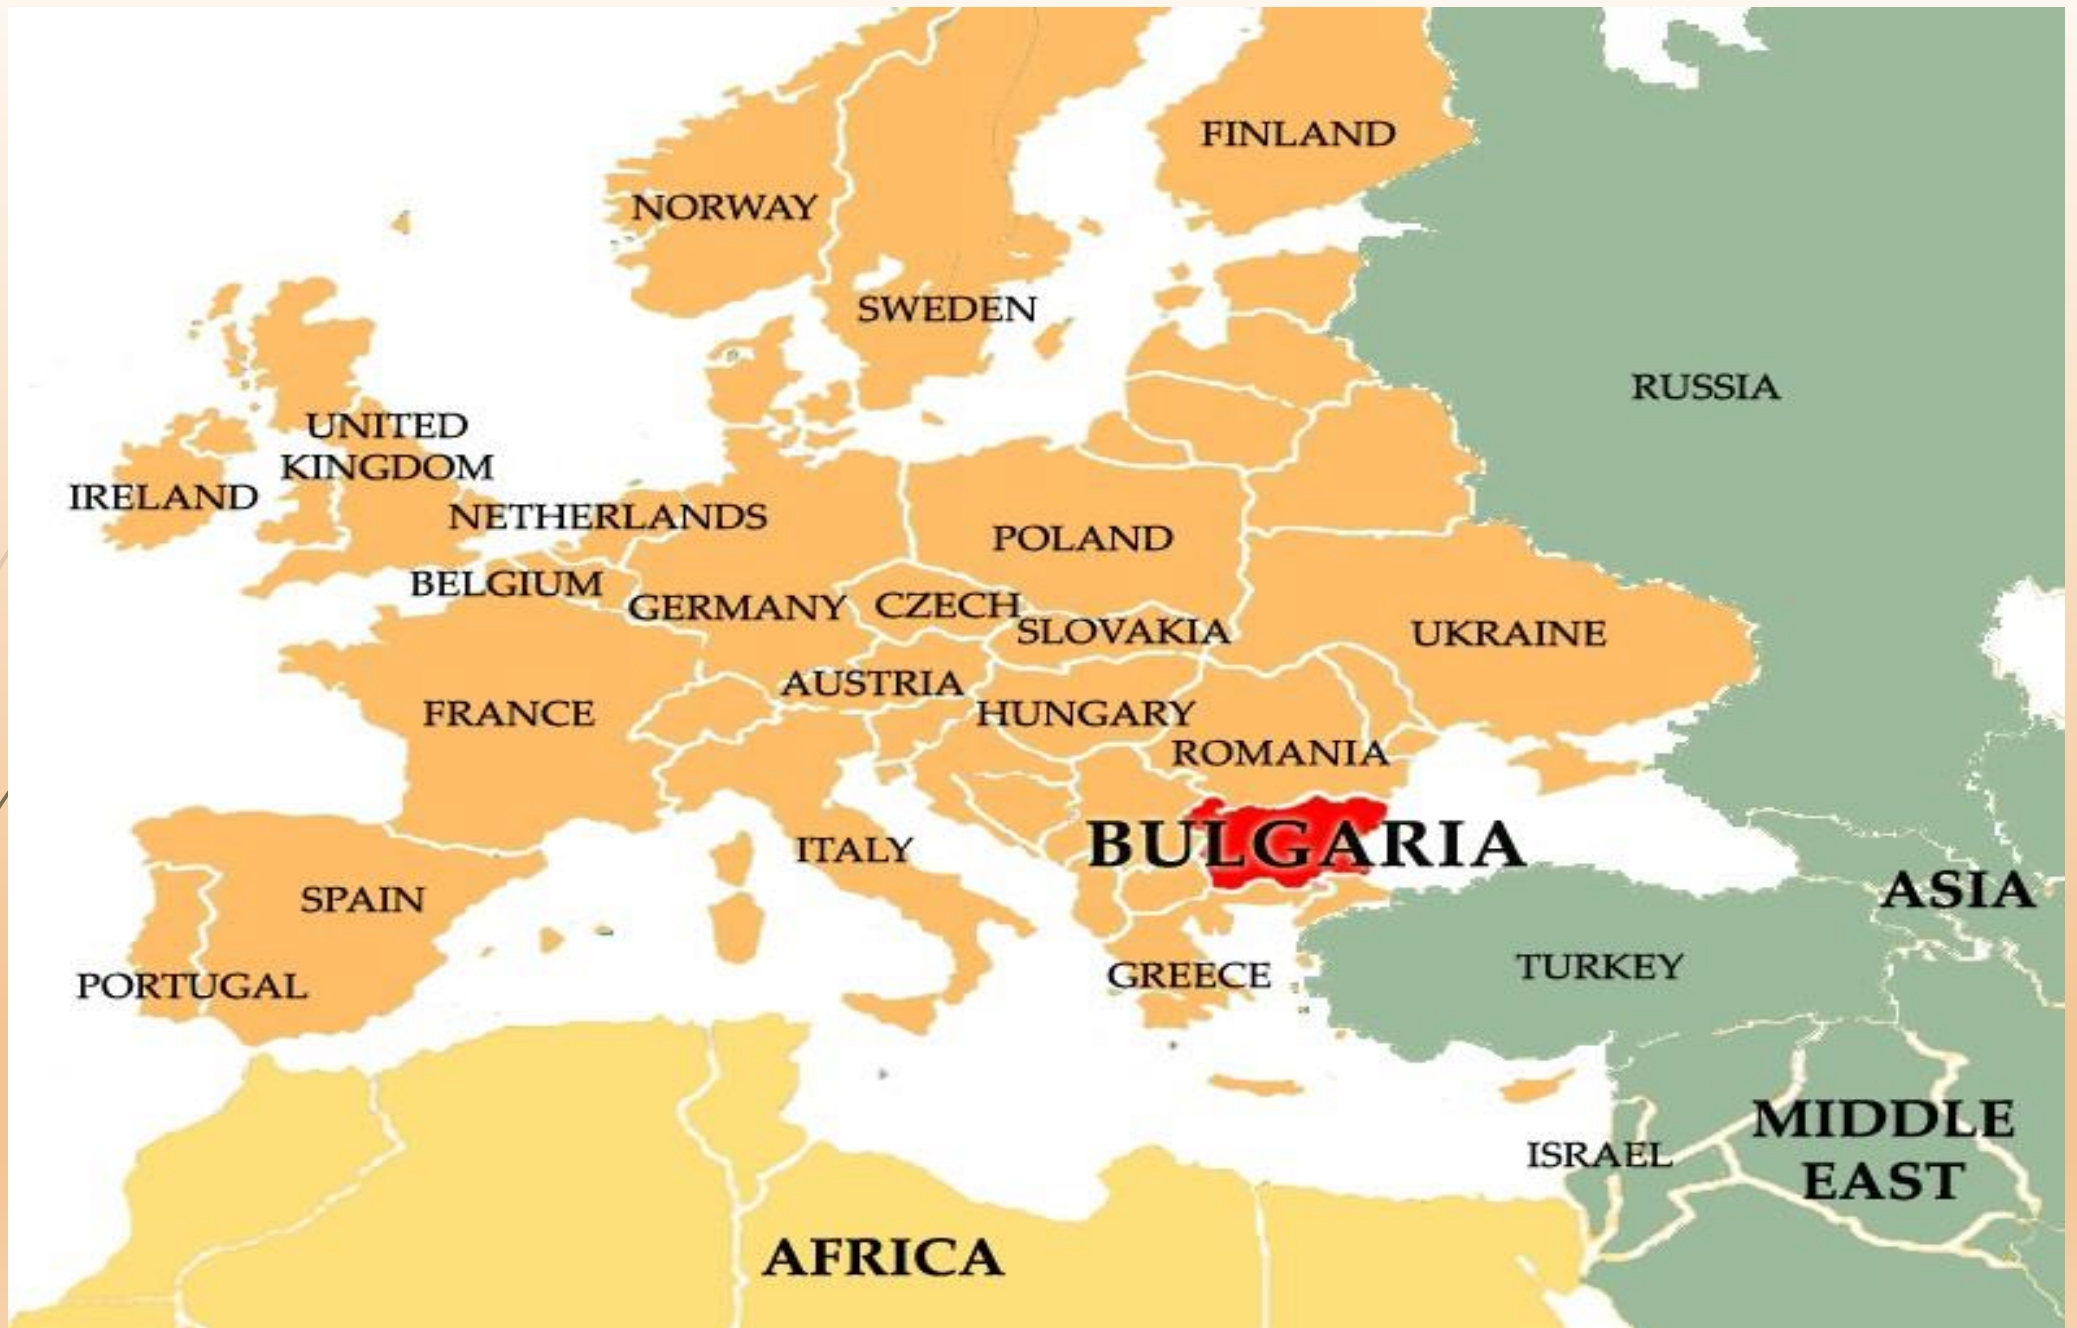 FINLAND
NORWAY
SWEDEN
RUSSIA
UNITED
KINGDOM
IRELAND
NETHERLANDS
POLAND
BELGIUM
GERMANY
CZECH
SLOVAKIA
UKRAINE
AUSTRIA
FRANCE
HUNGARY
ROMANIA
BULGARIA
ITALY
SPAIN
ASIA
PORTUGAL
GREECE
TURKEY
MIDDLE
EAST
ISRAEL
AFRICA